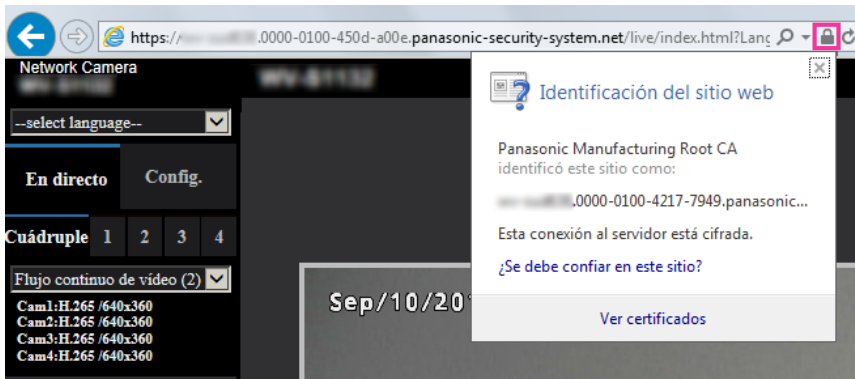 https:// .0000-0100-450d-a00e.panasonic-security-system.net/live/index.html?Lang
Network Camera
--select language--
En directo Config.
Cuádruple 1 2 3 4
Flujo continuo de vídeo (2)
Cam1:H.265 /640x360
Cam2:H.265 /640x360
Cam3:H.265 /640x360
Cam4:H.265 /640x360
Sep/10/20
Identificación del sitio web
Panasonic Manufacturing Root CA
identificó este sitio como:
.0000-0100-4217-7949.panasonic...
Esta conexión al servidor está cifrada.
¿Se debe confiar en este sitio?
Ver certificados